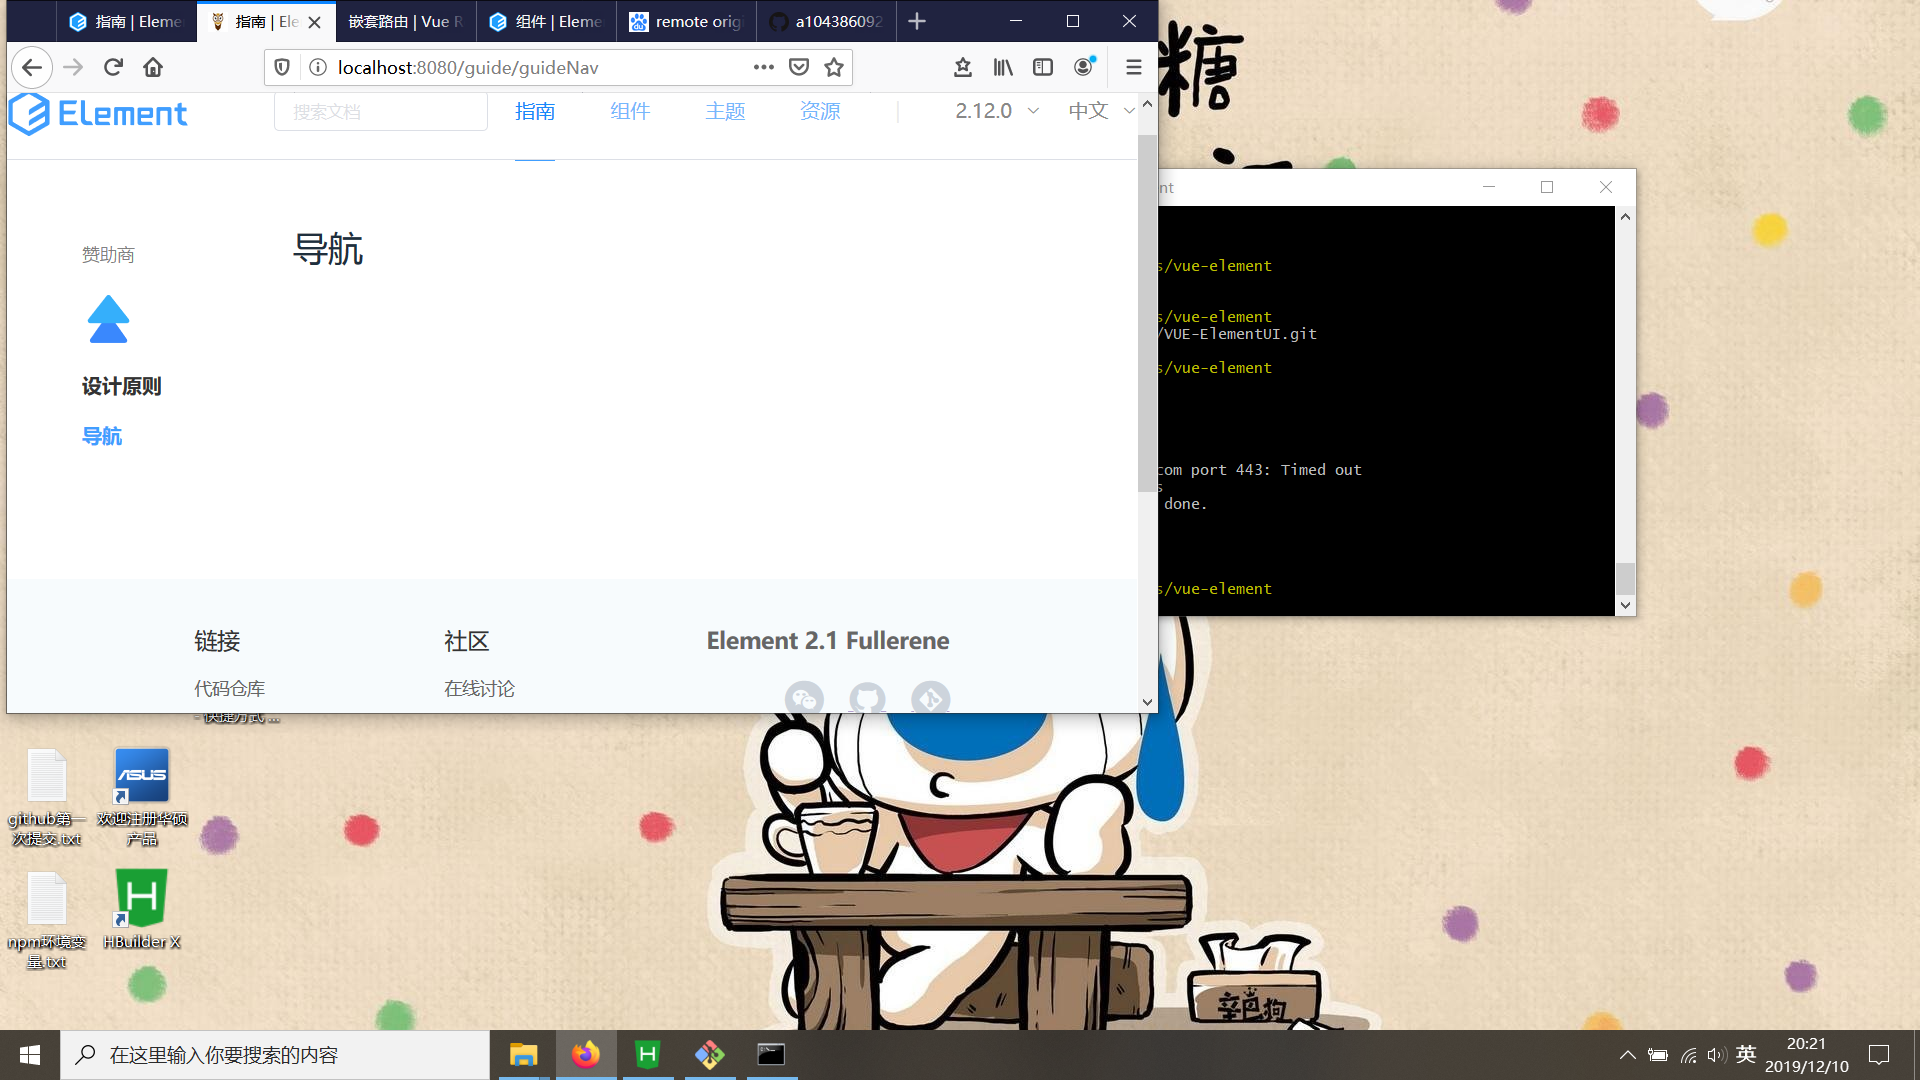 指南 | Eleme
指南 | Ele
嵌套路由 | Vue R
组件 | Eleme
remote orig
a104386092
localhost:8080/guide/guideNav
Element
搜索文档
指南
组件
主题
资源
2.12.0
中文
赞助商
导航
设计原则
导航
链接
社区
Element 2.1 Fullerene
代码仓库
在线讨论
糖
nt
s/vue-element
s/vue-element
/VUE-ElementUI.git
s/vue-element
com port 443: Timed out
s
done.
s/vue-element
- 快捷方式 ...
github第一
次提交.txt
ASUS
欢迎注册华硕
产品
npm环境变
量.txt
H
HBuilder X
辛巴狗
在这里输入你要搜索的内容
英
20:21
2019/12/10